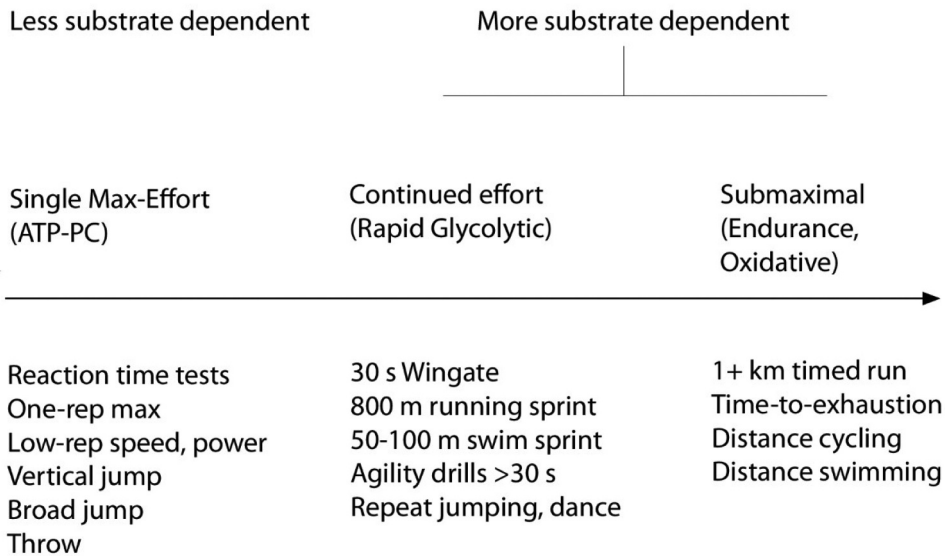 Less substrate dependent
More substrate dependent
Single Max-Effort
(ATP-PC)
Continued effort
(Rapid Glycolytic)
Submaximal
(Endurance,
Oxidative)
Reaction time tests
One-rep max
Low-rep speed, power
Vertical jump
Broad jump
Throw
30 s Wingate
800 m running sprint
50-100 m swim sprint
Agility drills >30 s
Repeat jumping, dance
1+ km timed run
Time-to-exhaustion
Distance cycling
Distance swimming